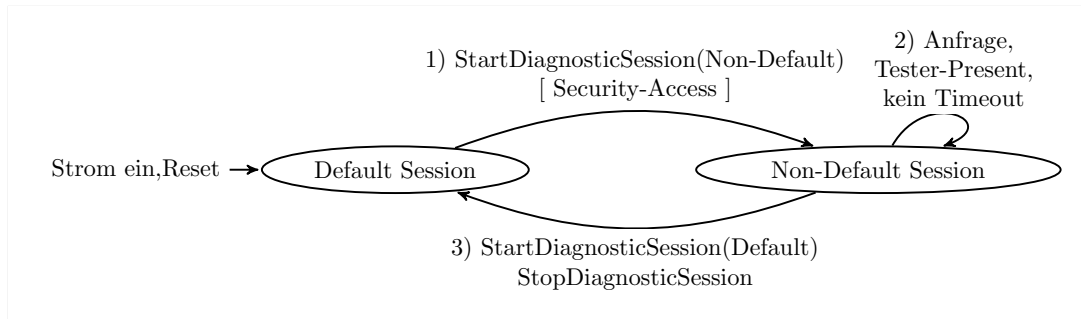 1) StartDiagnosticSession(Non-Default)
[ Security-Access ]
2) Anfrage,
Tester-Present,
kein Timeout
Strom ein,Reset
Default Session
Non-Default Session
3) StartDiagnosticSession(Default)
StopDiagnosticSession